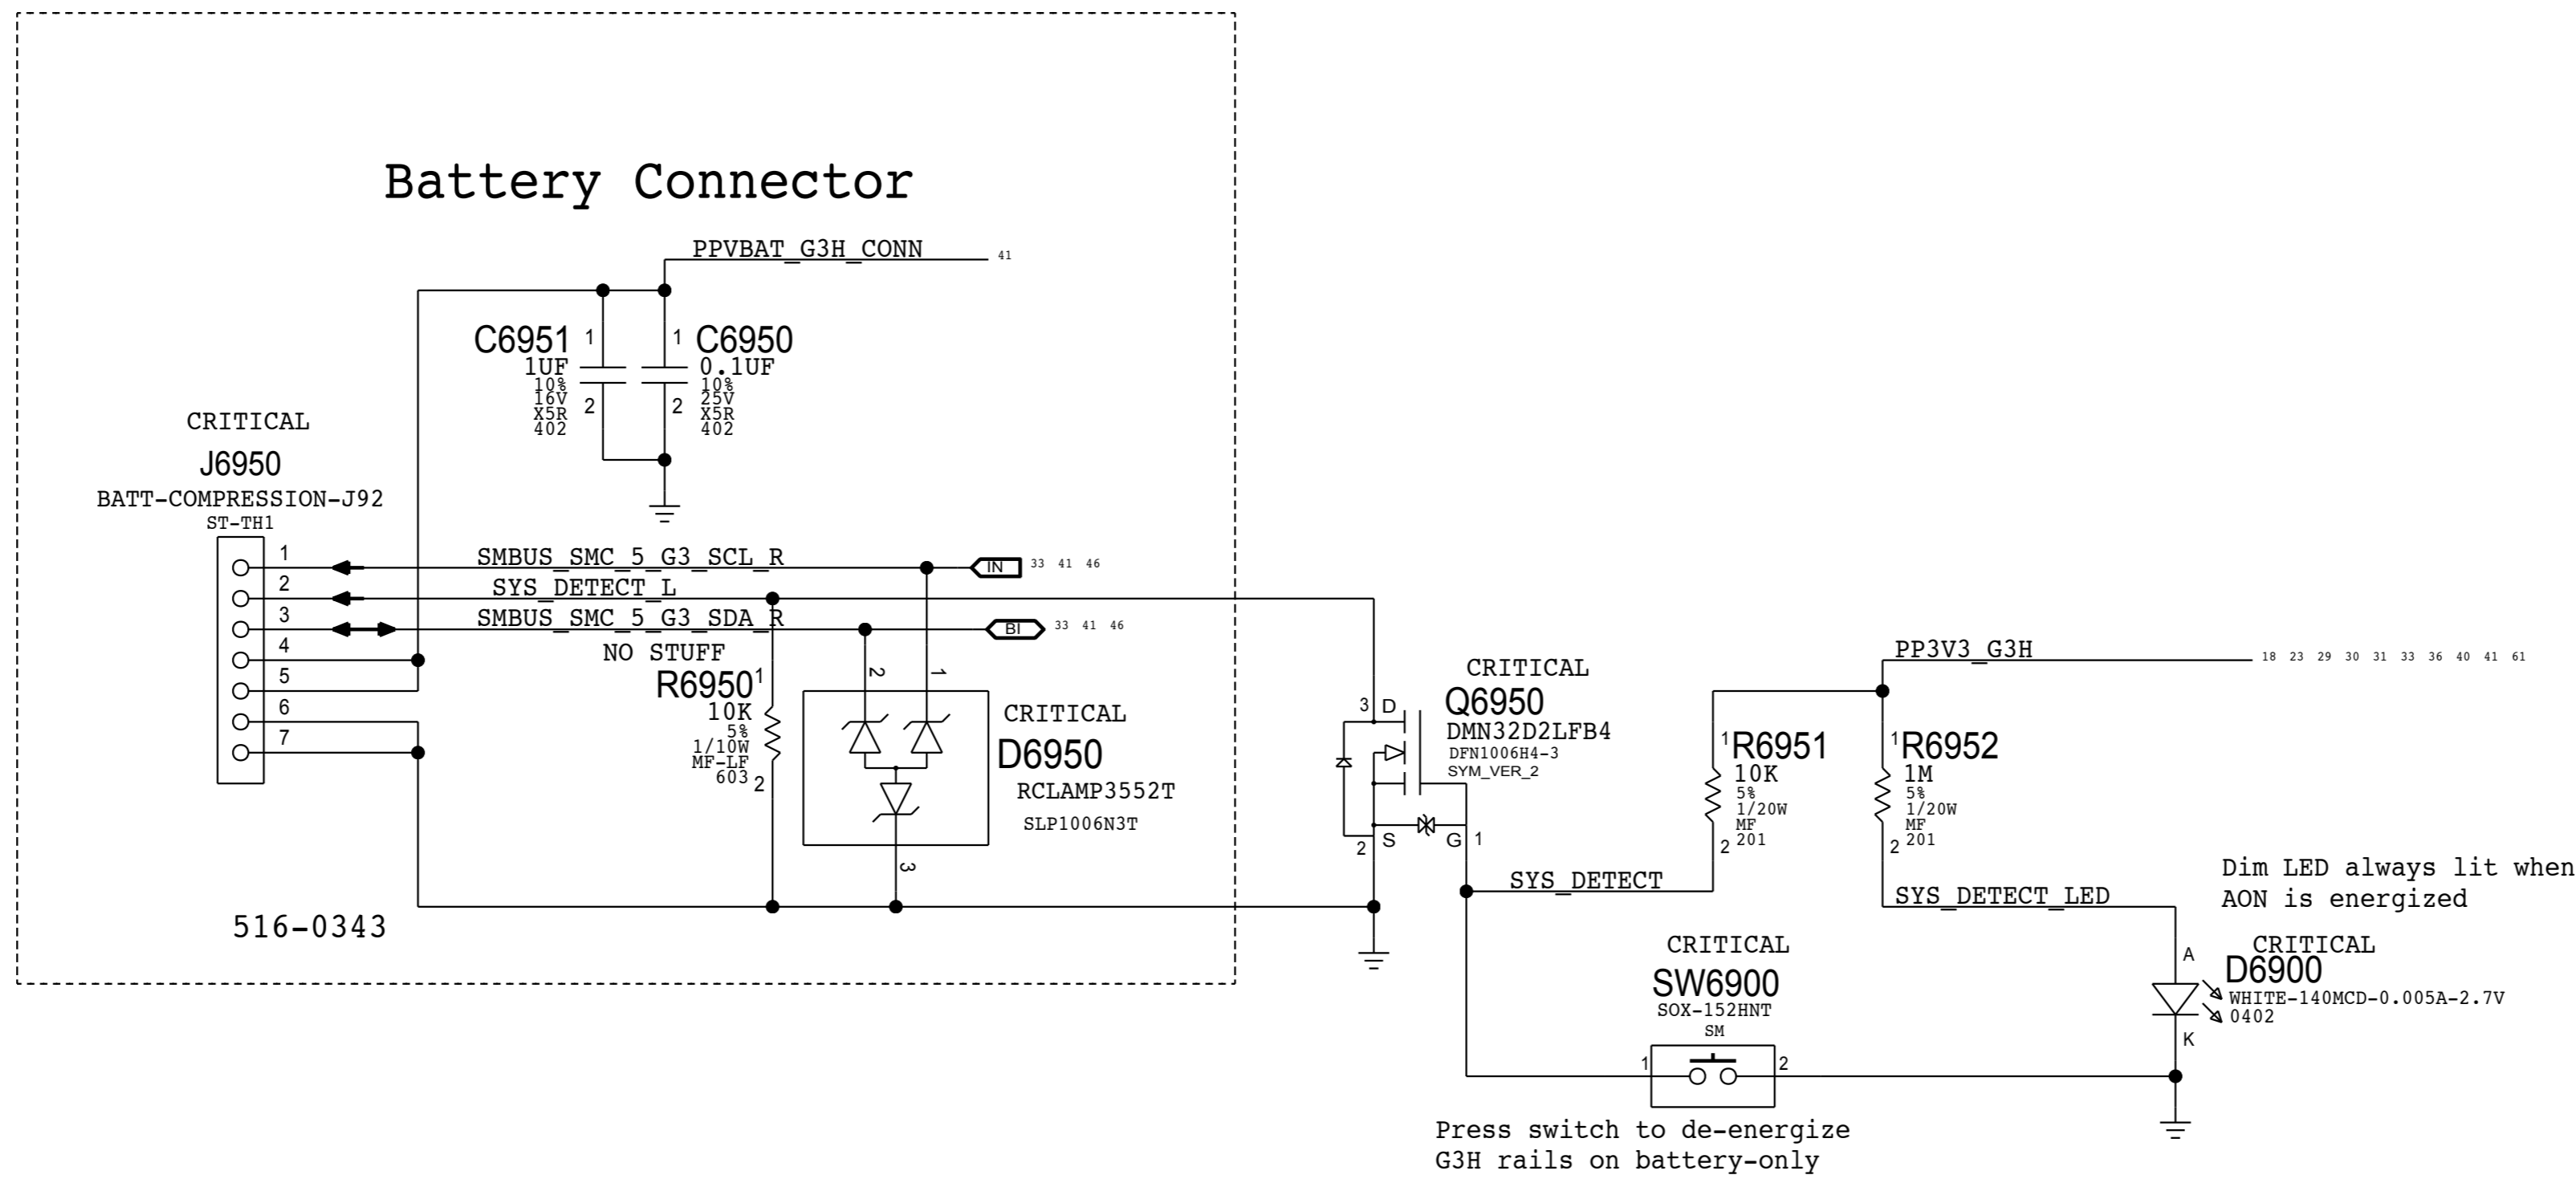 Battery Connector
PPVBAT_G3H_CONN
41
C6951
1UF
10%
16V
X5R
402
1
2
C6950
0.1UF
10%
25V
X5R
402
1
2
CRITICAL
J6950
BATT-COMPRESSION-J92
ST-TH1
1
2
3
4
5
6
7
SMBUS_SMC_5_G3_SCL_R
IN
33 41 46
SYS_DETECT_L
SMBUS_SMC_5_G3_SDA_R
BI
33 41 46
NO STUFF
R6950
1
10K
5%
1/10W
MF-LF
603
2
2
1
3
CRITICAL
D6950
RCLAMP3552T
SLP1006N3T
516-0343
CRITICAL
Q6950
DMN32D2LFB4
DFN1006H4-3
SYM_VER_2
3
D
2
S
G
1
SYS_DETECT
PP3V3_G3H
18 23 29 30 31 33 36 40 41 61
1
R6951
10K
5%
1/20W
MF
201
2
1
R6952
1M
5%
1/20W
MF
201
2
SYS_DETECT_LED
Dim LED always lit when
AON is energized
CRITICAL
D6900
WHITE-140MCD-0.005A-2.7V
0402
A
K
CRITICAL
SW6900
SOX-152HNT
SM
1
2
Press switch to de-energize
G3H rails on battery-only